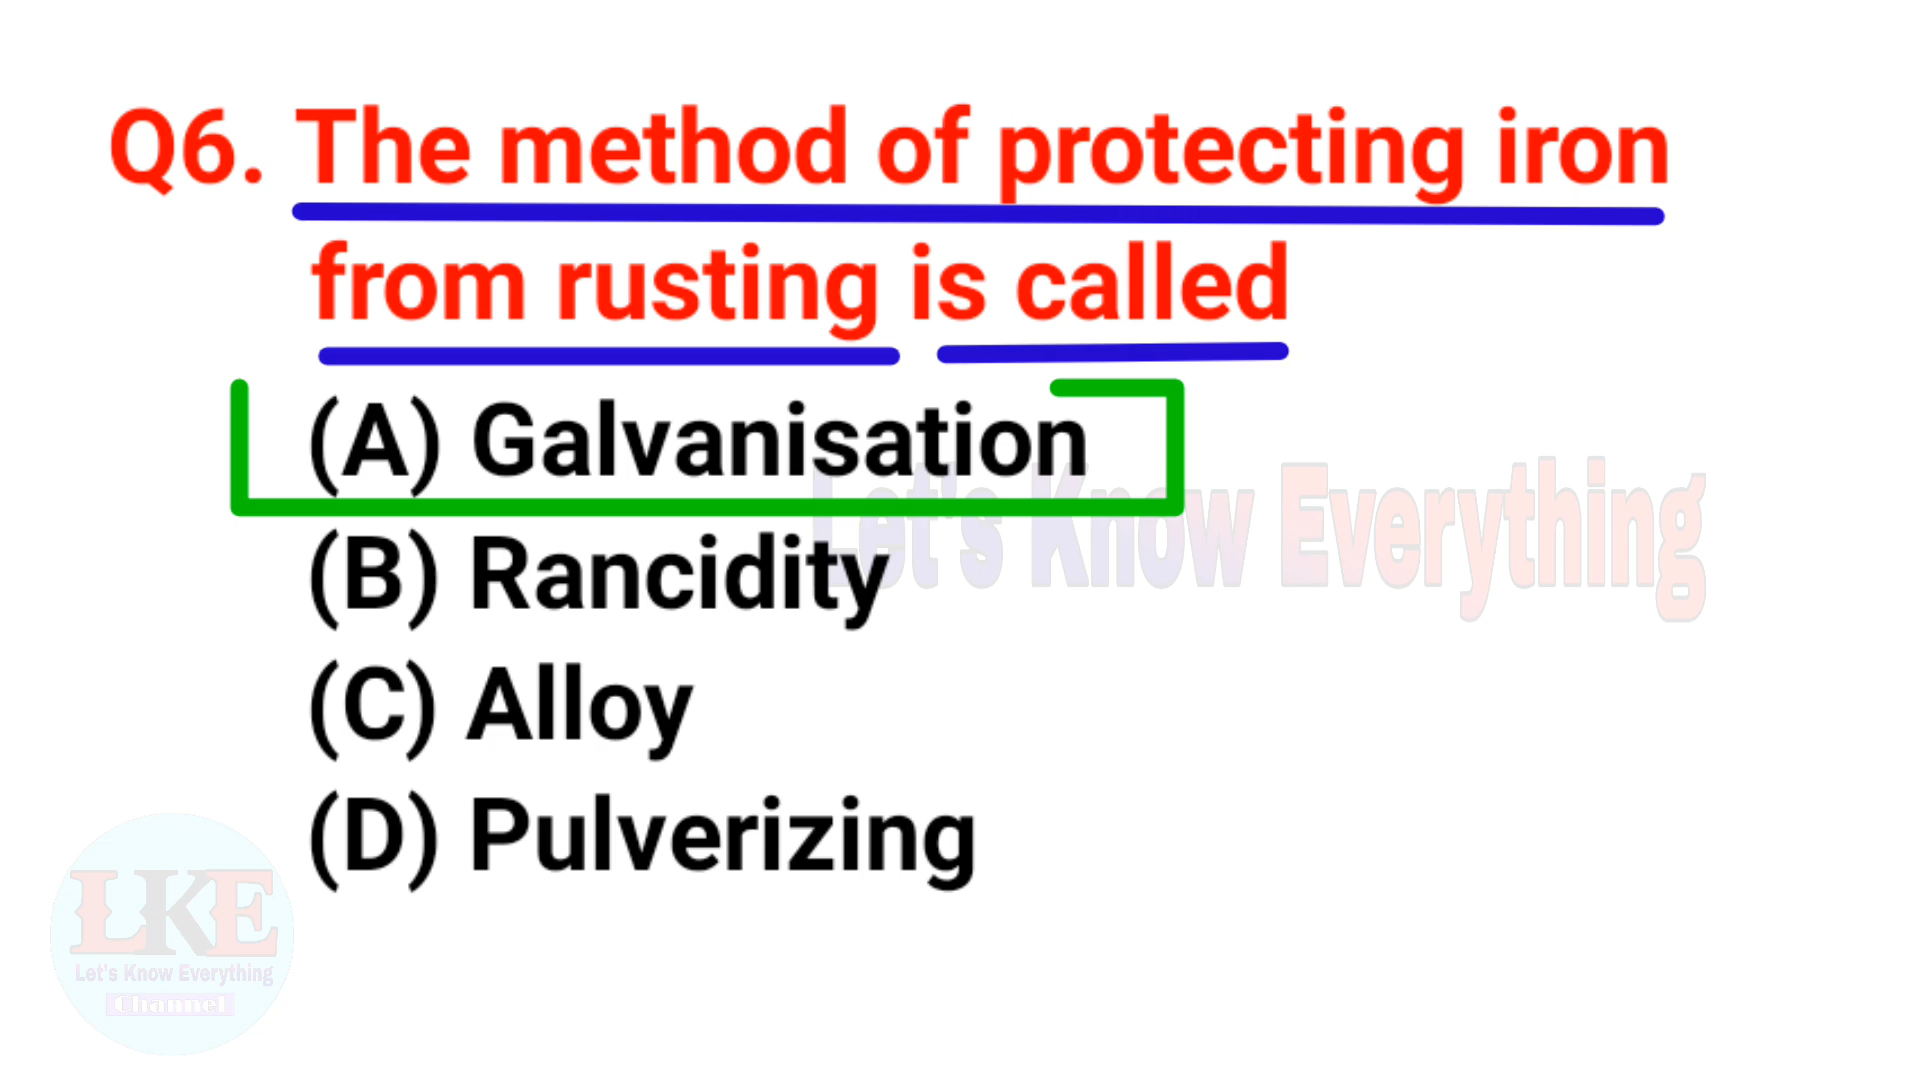 Q6. The method of protecting iron
from rusting is called
(A) Galvanisation
Let's Know Everything
(B) Rancidity
(C) Alloy
(D) Pulverizing
LKE
Let's Know Everything
Channel